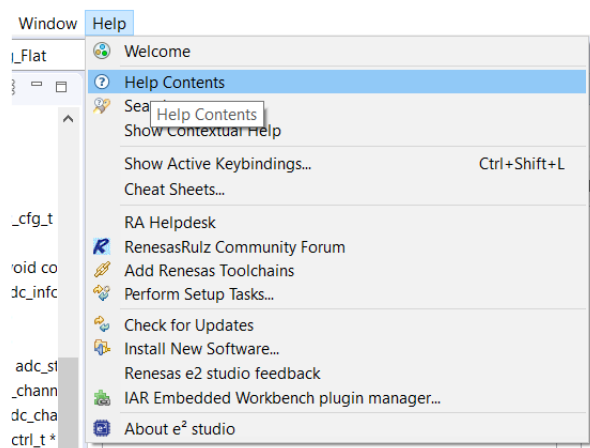 Window Help
_Flat
Welcome
Help Contents
Sea
Help Contents
Show Contextual Help
Show Active Keybindings... Ctrl+Shift+L
Cheat Sheets...
_cfg_t
RA Helpdesk
RenesasRulz Community Forum
void co
Add Renesas Toolchains
dc_info
Perform Setup Tasks...
Check for Updates
Install New Software...
adc_st
Renesas e2 studio feedback
_chann
IAR Embedded Workbench plugin manager...
dc_cha
About e² studio
ctrl_t *